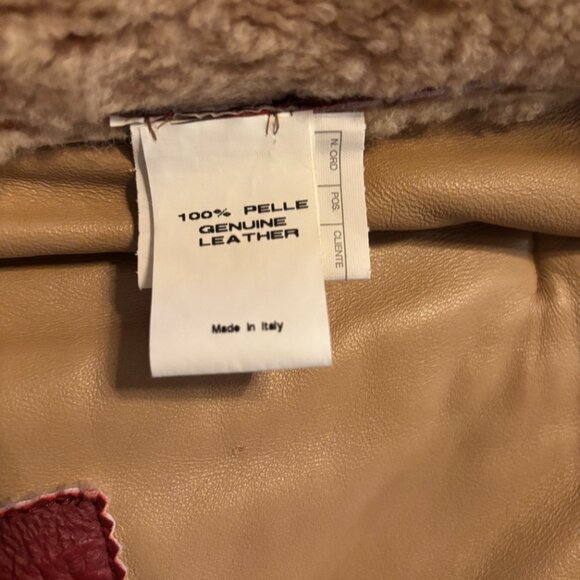 100% PELLE
GENUINE
LEATHER
Made in Italy
N. ORD
POS.
CLIENTE